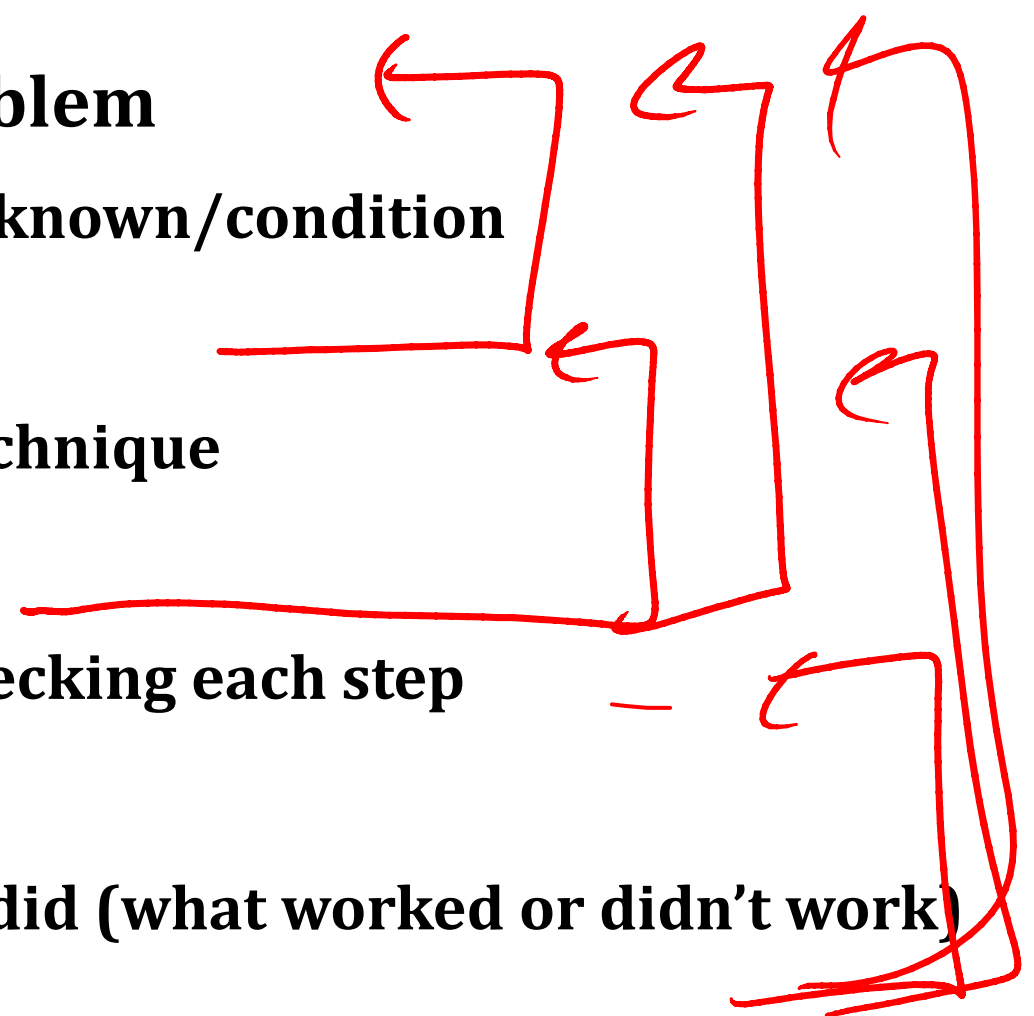 blem
known/condition
chnique
ecking each step
did (what worked or didn’t work)